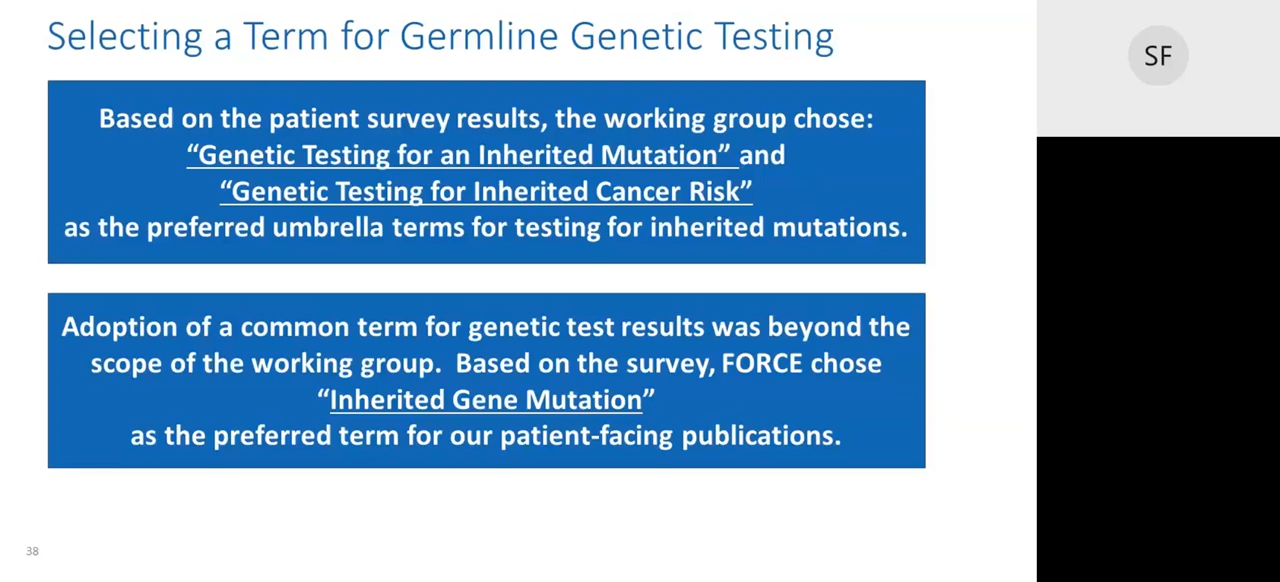 Selecting a Term for Germline Genetic Testing
SF
Based on the patient survey results, the working group chose:
“Genetic Testing for an Inherited Mutation” and
“Genetic Testing for Inherited Cancer Risk”
as the preferred umbrella terms for testing for inherited mutations.
Adoption of a common term for genetic test results was beyond the
scope of the working group.  Based on the survey, FORCE chose
“Inherited Gene Mutation”
as the preferred term for our patient-facing publications.
38